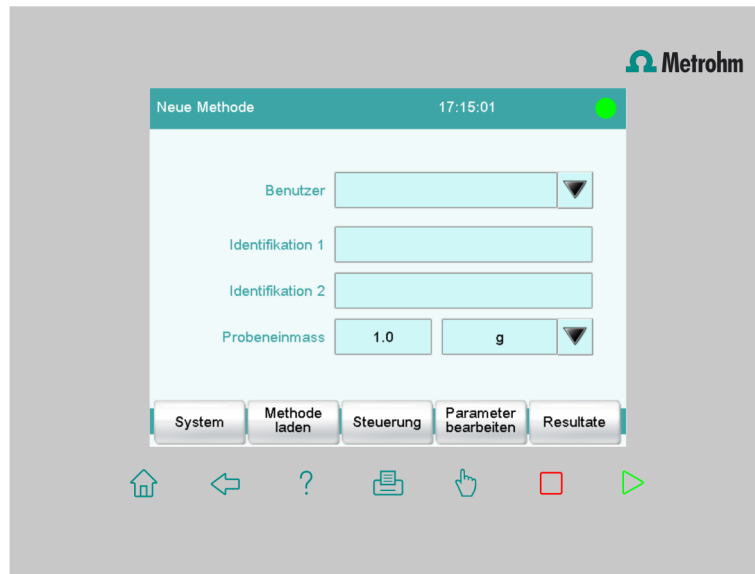 Metrohm
Neue Methode 17:15:01
Benutzer
Identifikation 1
Identifikation 2
Probeneinmass 1.0 g
System
Methode
laden
Steuerung
Parameter
bearbeiten
Resultate
?